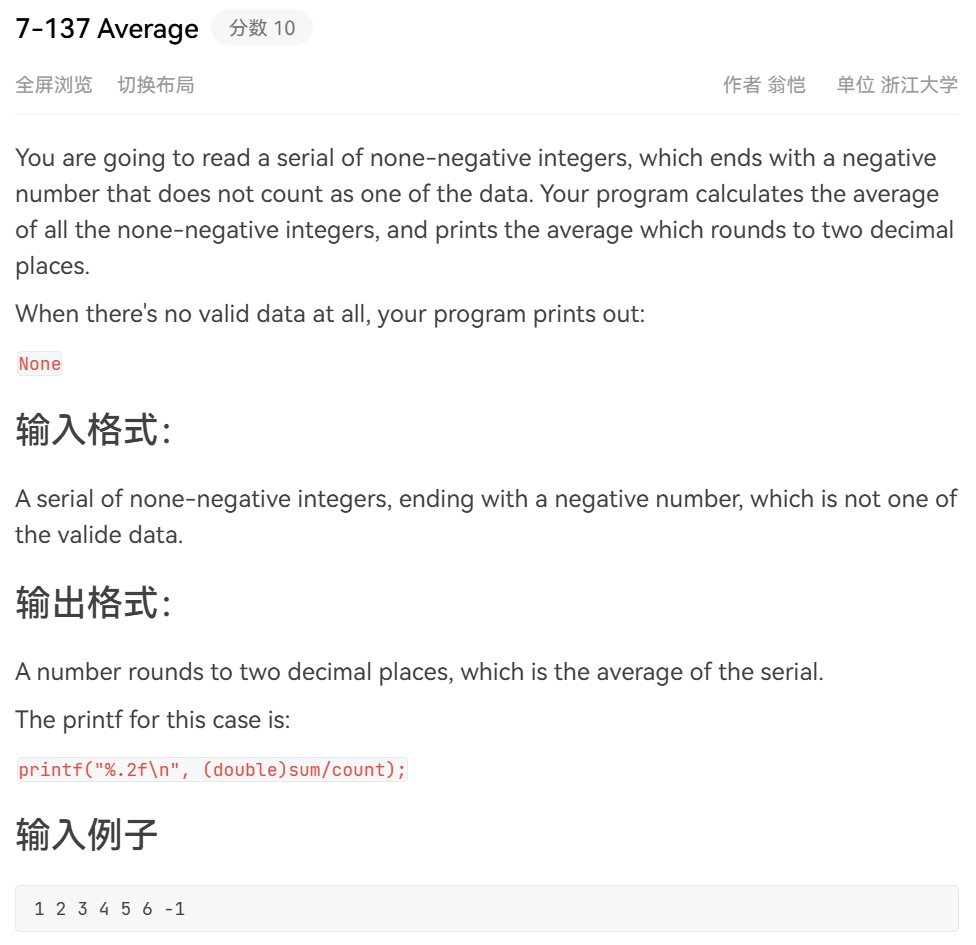 7-137 Average 分数 10
全屏浏览 切换布局 作者 翁恺 单位 浙江大学
You are going to read a serial of none-negative integers, which ends with a negative
number that does not count as one of the data. Your program calculates the average
of all the none-negative integers, and prints the average which rounds to two decimal
places.
When there's no valid data at all, your program prints out:
None
输入格式：
A serial of none-negative integers, ending with a negative number, which is not one of
the valide data.
输出格式：
A number rounds to two decimal places, which is the average of the serial.
The printf for this case is:
printf("%.2f\n", (double)sum/count);
输入例子
1 2 3 4 5 6 -1